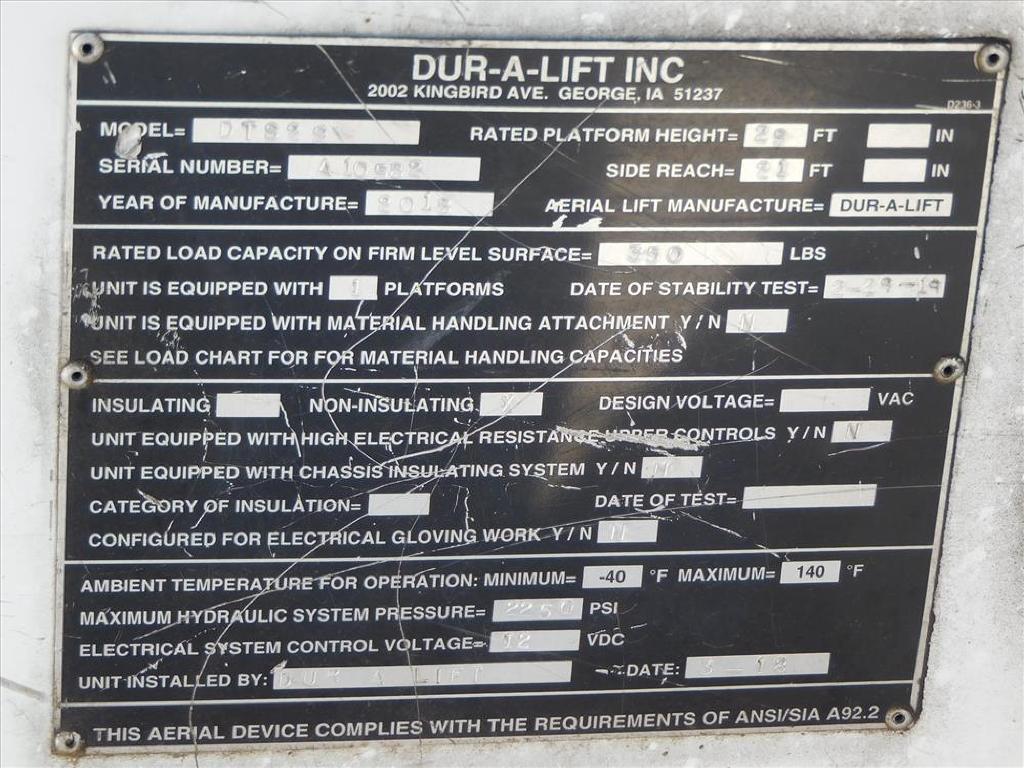 DUR-A-LIFT INC
2002 KINGBIRD AVE. GEORGE, IA 51237
D236-3
MODEL= RATED PLATFORM HEIGHT= 29 FT IN
SERIAL NUMBER= SIDE REACH= 21 FT IN
YEAR OF MANUFACTURE= AERIAL LIFT MANUFACTURE= DUR-A-LIFT
RATED LOAD CAPACITY ON FIRM LEVEL SURFACE= 390 LBS
UNIT IS EQUIPPED WITH 1 PLATFORMS DATE OF STABILITY TEST=
UNIT IS EQUIPPED WITH MATERIAL HANDLING ATTACHMENT Y / N N
SEE LOAD CHART FOR FOR MATERIAL HANDLING CAPACITIES
INSULATING NON-INSULATING DESIGN VOLTAGE= VAC
UNIT EQUIPPED WITH HIGH ELECTRICAL RESISTANCE UPPER CONTROLS Y / N N
UNIT EQUIPPED WITH CHASSIS INSULATING SYSTEM Y / N N
CATEGORY OF INSULATION= DATE OF TEST=
CONFIGURED FOR ELECTRICAL GLOVING WORK Y / N N
AMBIENT TEMPERATURE FOR OPERATION: MINIMUM= -40 °F MAXIMUM= 140 °F
MAXIMUM HYDRAULIC SYSTEM PRESSURE= 2250 PSI
ELECTRICAL SYSTEM CONTROL VOLTAGE= 12 VDC
UNIT INSTALLED BY: DUR A LIFT DATE: 3-18
THIS AERIAL DEVICE COMPLIES WITH THE REQUIREMENTS OF ANSI/SIA A92.2